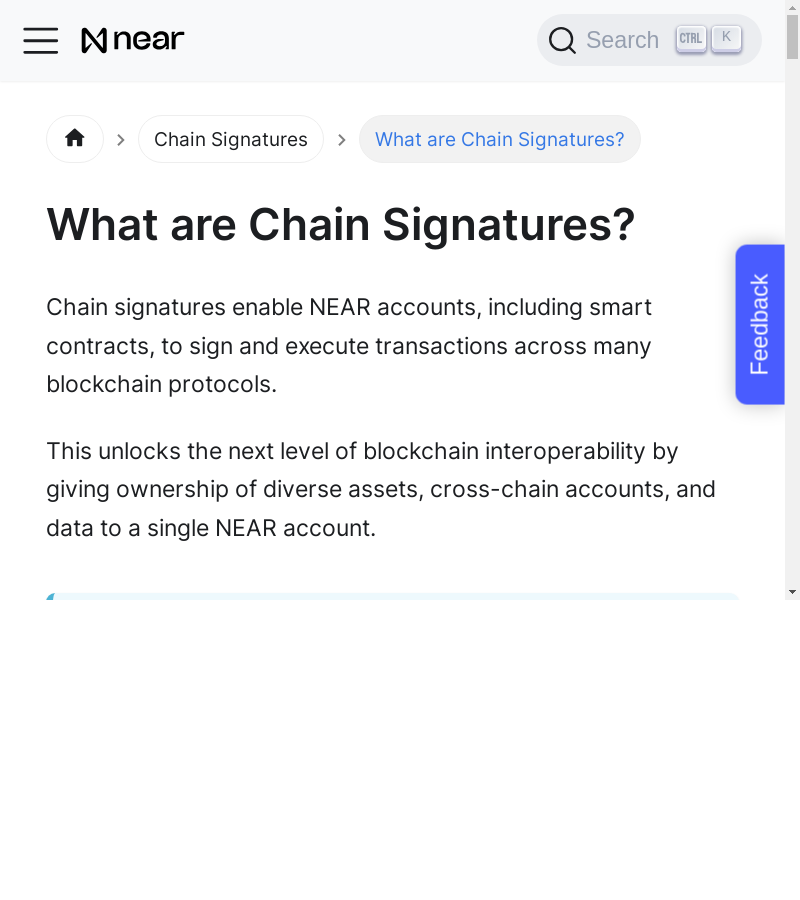 near
Search CTRL K
Chain Signatures
What are Chain Signatures?
What are Chain Signatures?
Chain signatures enable NEAR accounts, including smart
contracts, to sign and execute transactions across many
blockchain protocols.
This unlocks the next level of blockchain interoperability by
giving ownership of diverse assets, cross-chain accounts, and
data to a single NEAR account.
Feedback